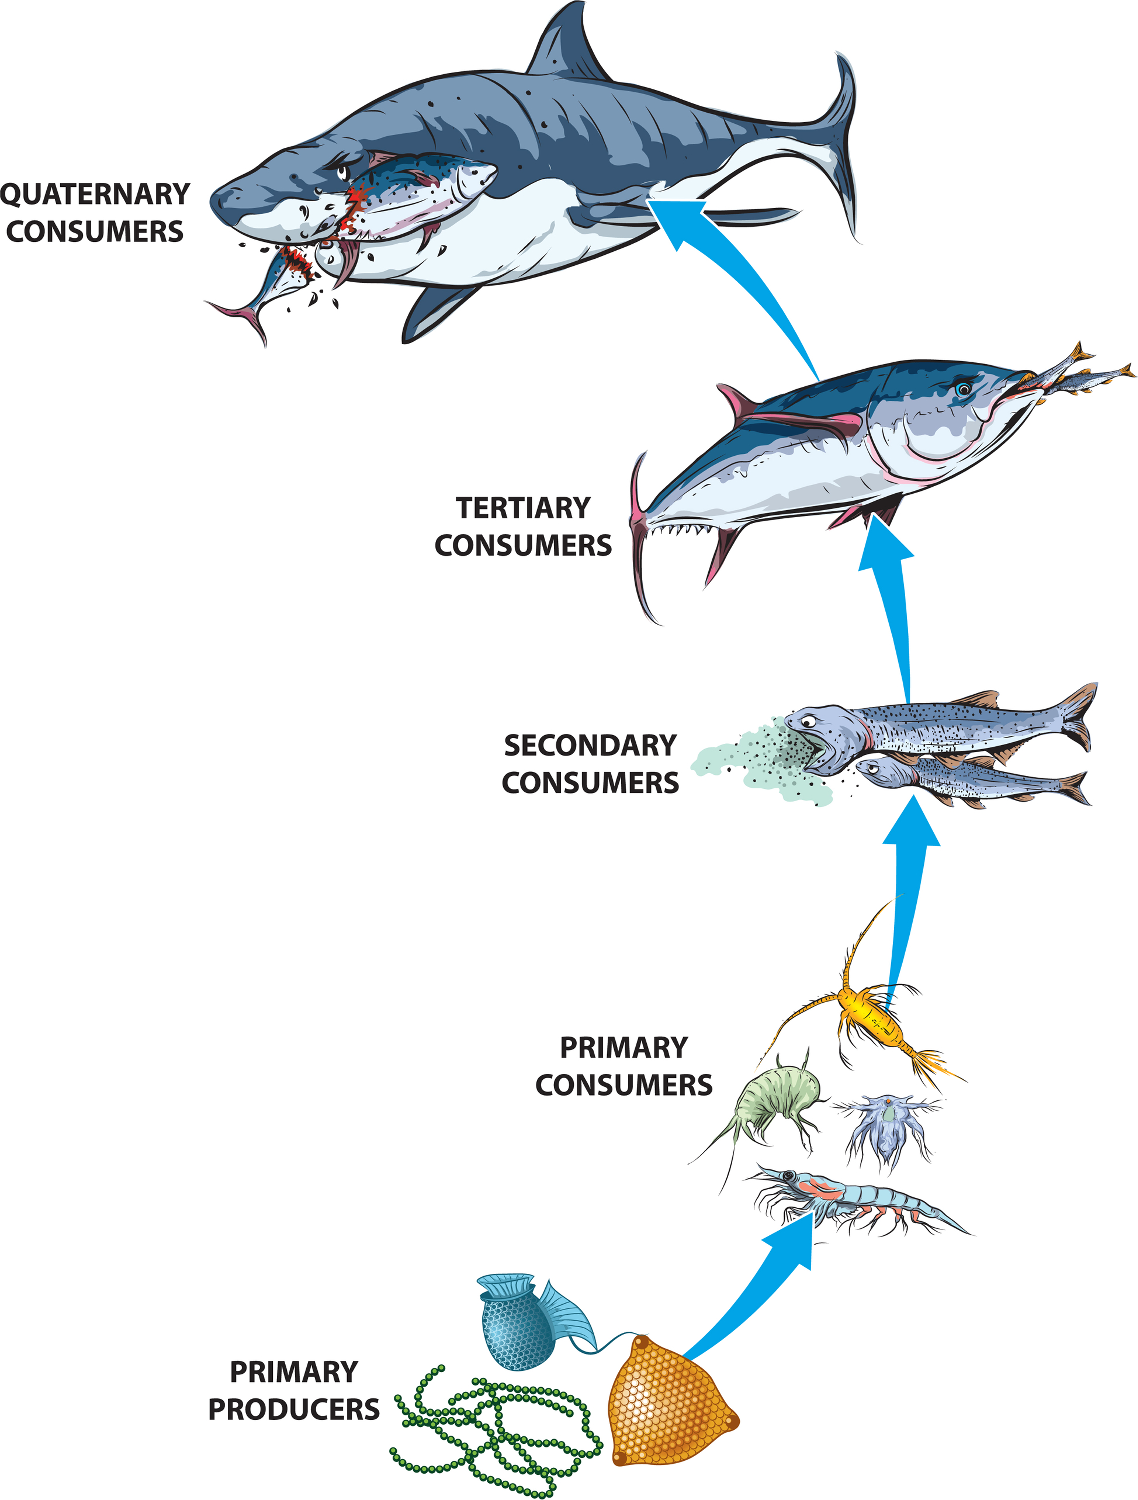 QUATERNARY
CONSUMERS
TERTIARY
CONSUMERS
SECONDARY
CONSUMERS
PRIMARY
CONSUMERS
PRIMARY
PRODUCERS